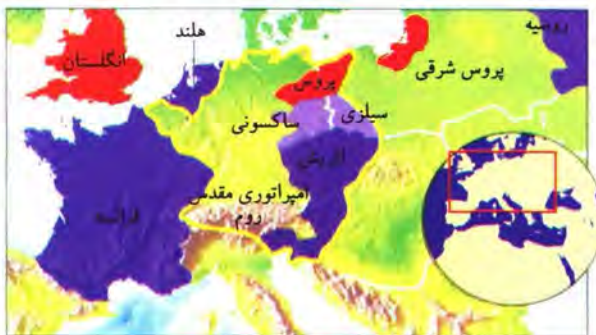 هلند
روسیه
انگلستان
پروس شرقی
پروس
سیلزی
ساکسونی
اتریش
امپراتوری مقدس
روم
فرانسه